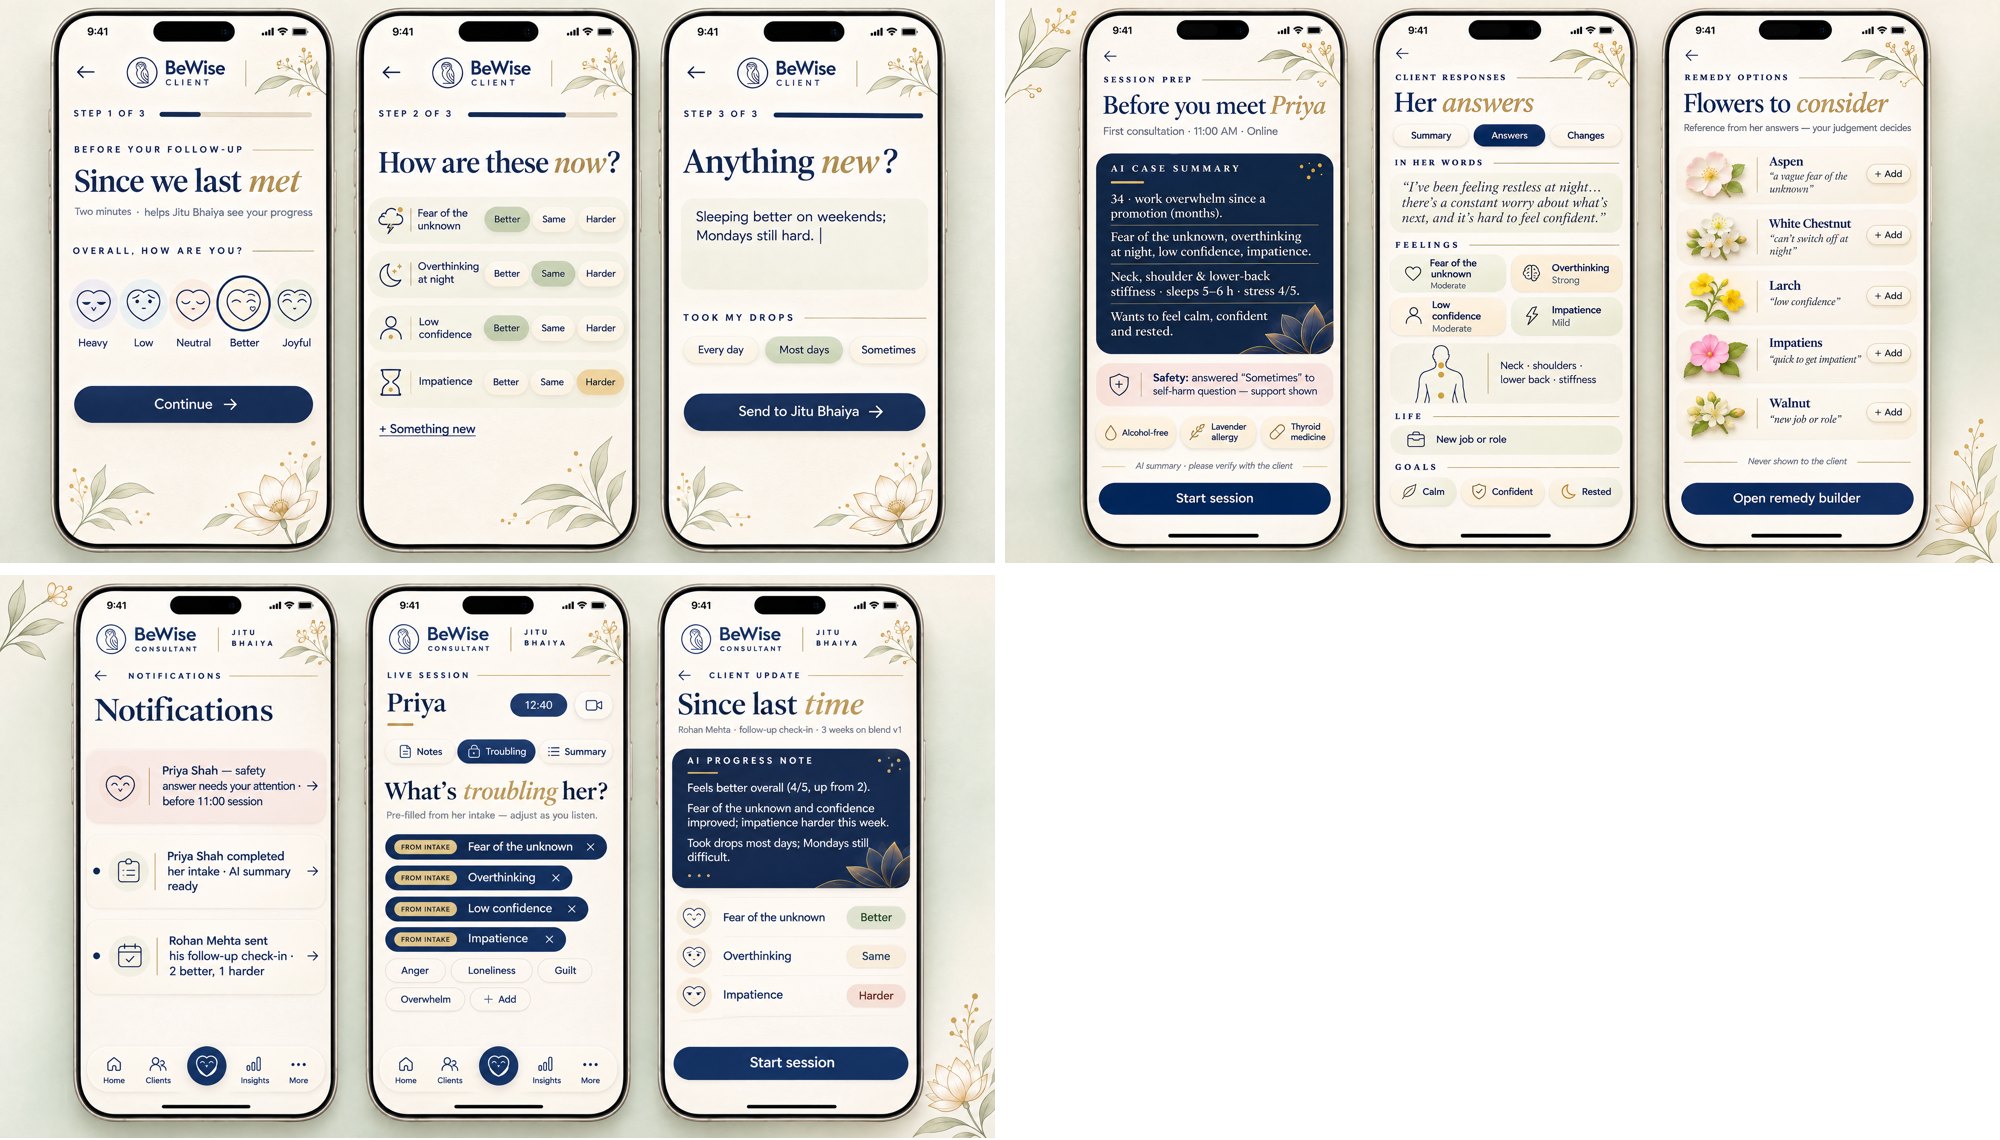 9:41
BeWise
CLIENT
STEP 1 OF 3
BEFORE YOUR FOLLOW-UP
Since we last met
Two minutes · helps Jitu Bhaiya see your progress
OVERALL, HOW ARE YOU?
Heavy
Low
Neutral
Better
Joyful
Continue →
9:41
BeWise
CLIENT
STEP 2 OF 3
How are these now?
Fear of the
unknown
Better
Same
Harder
Overthinking
at night
Better
Same
Harder
Low
confidence
Better
Same
Harder
Impatience
Better
Same
Harder
+ Something new
9:41
BeWise
CLIENT
STEP 3 OF 3
Anything new?
Sleeping better on weekends;
Mondays still hard.
TOOK MY DROPS
Every day
Most days
Sometimes
Send to Jitu Bhaiya →
9:41
SESSION PREP
Before you meet Priya
First consultation · 11:00 AM · Online
AI CASE SUMMARY
34 · work overwhelm since a
promotion (months).
Fear of the unknown, overthinking
at night, low confidence, impatience.
Neck, shoulder & lower-back
stiffness · sleeps 5–6 h · stress 4/5.
Wants to feel calm, confident
and rested.
Safety: answered “Sometimes” to
self-harm question — support shown
Alcohol-free
Lavender
allergy
Thyroid
medicine
AI summary · please verify with the client
Start session
9:41
CLIENT RESPONSES
Her answers
Summary
Answers
Changes
IN HER WORDS
“I’ve been feeling restless at night…
there’s a constant worry about what’s
next, and it’s hard to feel confident.”
FEELINGS
Fear of the
unknown
Moderate
Overthinking
Strong
Low
confidence
Moderate
Impatience
Mild
Neck · shoulders ·
lower back · stiffness
LIFE
New job or role
GOALS
Calm
Confident
Rested
9:41
REMEDY OPTIONS
Flowers to consider
Reference from her answers — your judgement decides
Aspen
“a vague fear of the
unknown”
+ Add
White Chestnut
“can’t switch off at
night”
+ Add
Larch
“low confidence”
+ Add
Impatiens
“quick to get impatient”
+ Add
Walnut
“new job or role”
+ Add
Never shown to the client
Open remedy builder
9:41
BeWise
CONSULTANT
JITU
BHAIYA
NOTIFICATIONS
Notifications
Priya Shah — safety
answer needs your attention ·
before 11:00 session
Priya Shah completed
her intake · AI summary
ready
Rohan Mehta sent
his follow-up check-in ·
2 better, 1 harder
Home
Clients
Insights
More
9:41
BeWise
CONSULTANT
JITU
BHAIYA
LIVE SESSION
Priya
12:40
Notes
Troubling
Summary
What’s troubling her?
Pre-filled from her intake — adjust as you listen.
FROM INTAKE Fear of the unknown ×
FROM INTAKE Overthinking ×
FROM INTAKE Low confidence ×
FROM INTAKE Impatience ×
Anger
Loneliness
Guilt
Overwhelm
+ Add
Home
Clients
Insights
More
9:41
BeWise
CONSULTANT
JITU
BHAIYA
CLIENT UPDATE
Since last time
Rohan Mehta · follow-up check-in · 3 weeks on blend v1
AI PROGRESS NOTE
Feels better overall (4/5, up from 2).
Fear of the unknown and confidence
improved; impatience harder this week.
Took drops most days; Mondays still
difficult.
Fear of the unknown
Better
Overthinking
Same
Impatience
Harder
Start session